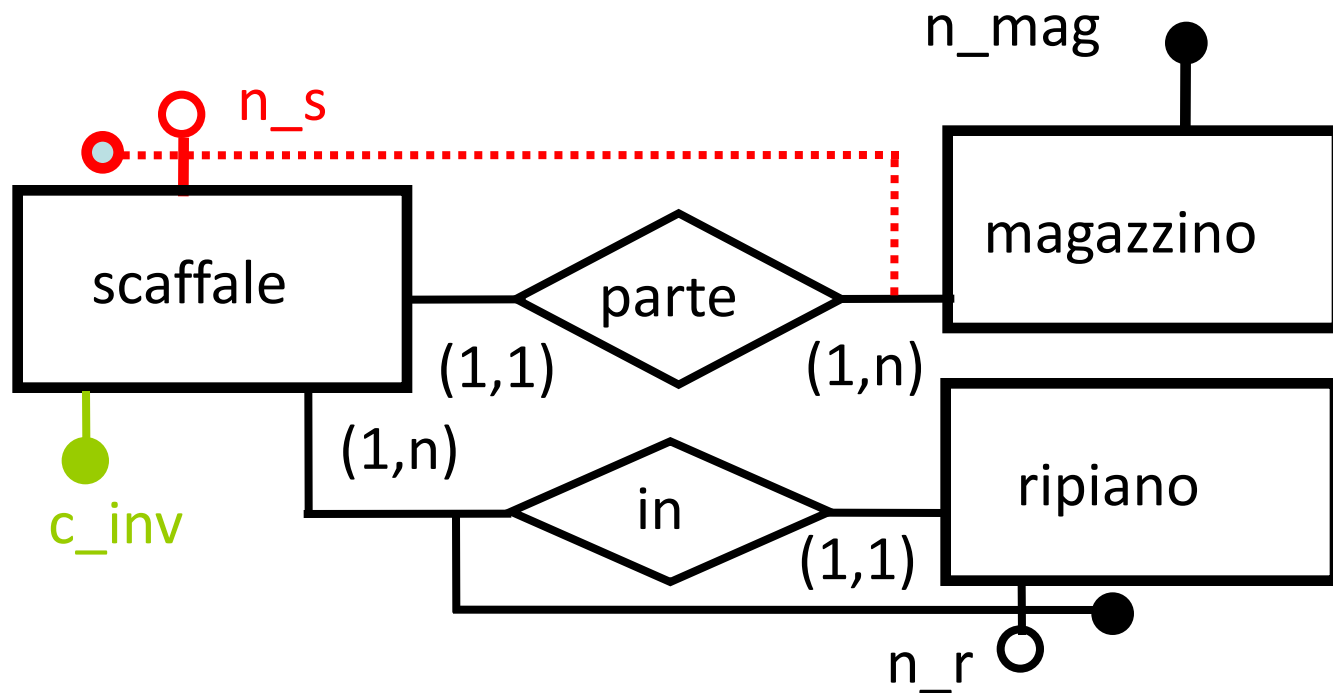 n_mag
n_s
magazzino
scaffale
parte
(1,1)
(1,n)
(1,n)
ripiano
in
c_inv
(1,1)
n_r